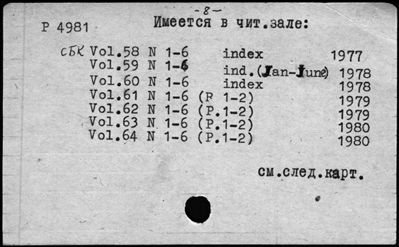 -8-
P 4981 Имеется в чит.зале:
СБК Vol.58 N 1-6 index 1977
Vol.59 N 1-6 ind.(Jan-June) 1978
Vol.60 N 1-6 index 1978
Vol.61 N 1-6 (P 1-2) 1979
Vol.62 N 1-6 (P.1-2) 1979
Vol.63 N 1-6 (P.1-2) 1980
Vol.64 N 1-6 (P.1-2) 1980
см.след.карт.